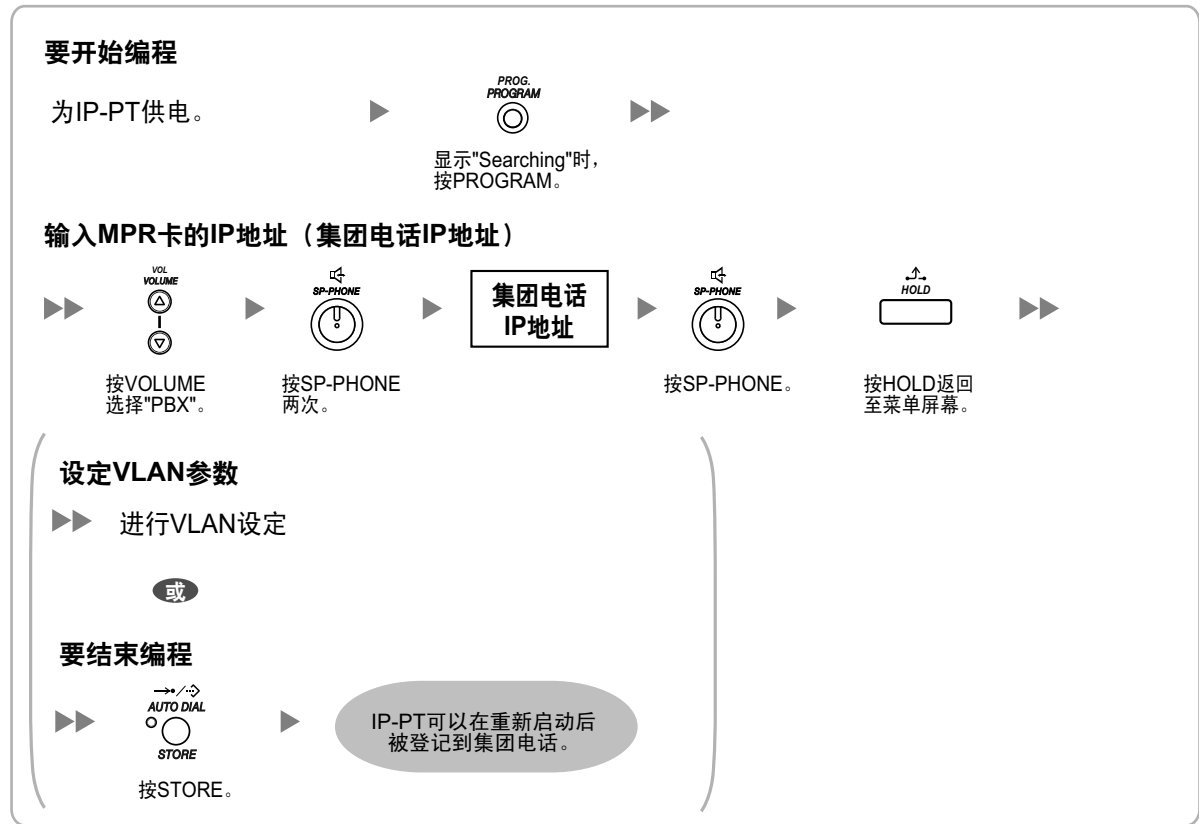 要开始编程
为IP-PT供电。
PROG.
PROGRAM
显示"Searching"时，
按PROGRAM。
输入MPR卡的IP地址（集团电话IP地址）
VOL
VOLUME
按VOLUME
选择"PBX"。
SP-PHONE
按SP-PHONE
两次。
集团电话
IP地址
SP-PHONE
按SP-PHONE。
HOLD
按HOLD返回
至菜单屏幕。
设定VLAN参数
进行VLAN设定
或
要结束编程
AUTO DIAL
STORE
按STORE。
IP-PT可以在重新启动后
被登记到集团电话。